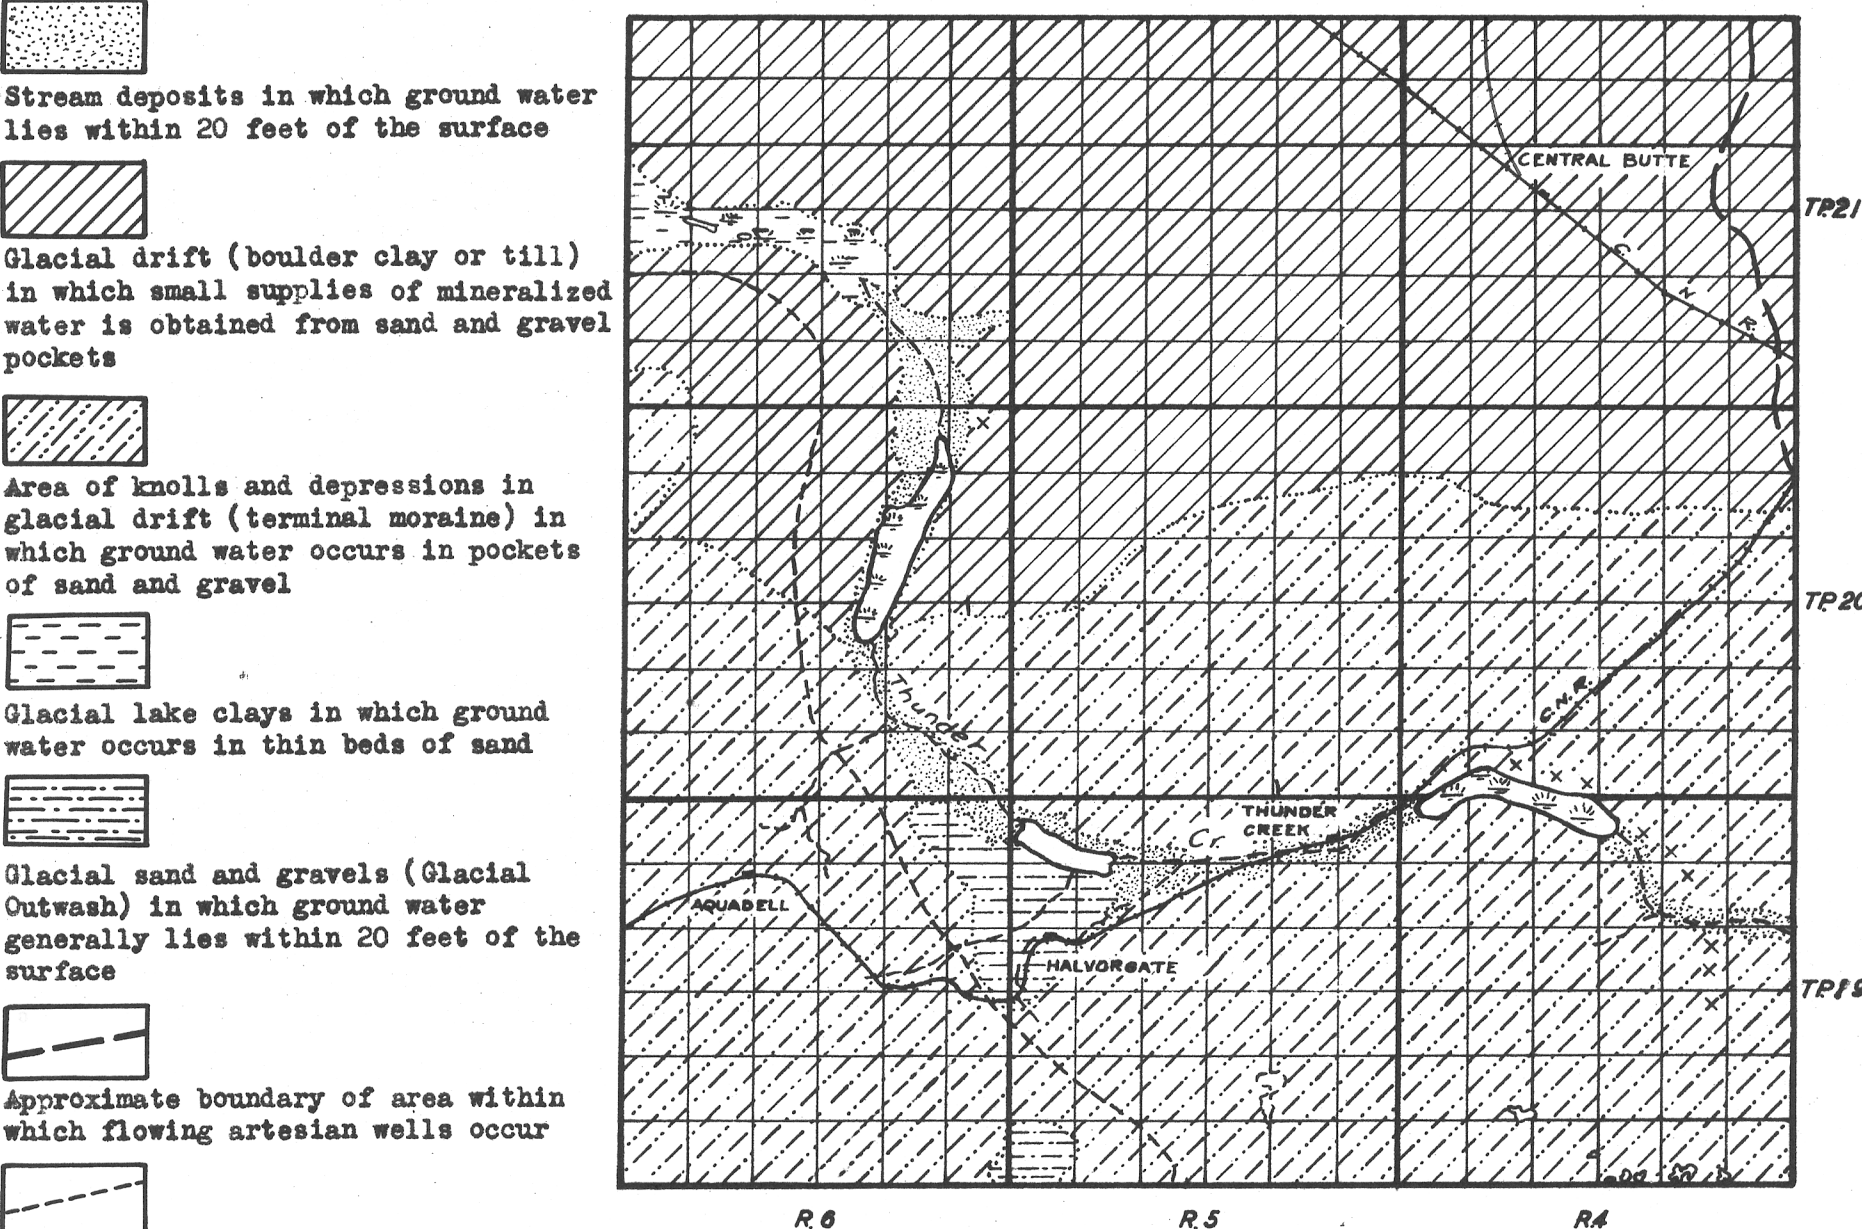 Stream deposits in which ground water
lies within 20 feet of the surface
Glacial drift (boulder clay or till)
in which small supplies of mineralized
water is obtained from sand and gravel
pockets
Area of knolls and depressions in
glacial drift (terminal moraine) in
which ground water occurs in pockets
of sand and gravel
Glacial lake clays in which ground
water occurs in thin beds of sand
Glacial sand and gravels (Glacial
Outwash) in which ground water
generally lies within 20 feet of the
surface
Approximate boundary of area within
which flowing artesian wells occur
CENTRAL BUTTE
C. N. R.
TP.21
TP.20
Thunder
C.N.R.
THUNDER
CREEK
Cr.
AQUADELL
HALVORGATE
TP.19
R.6
R.5
R.4